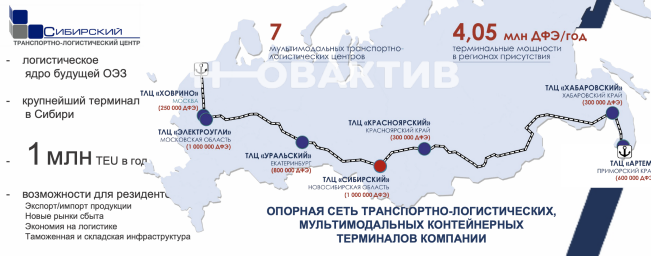 СИБИРСКИЙ
ТРАНСПОРТНО-ЛОГИСТИЧЕСКИЙ ЦЕНТР
- логистическое
ядро будущей ОЭЗ
- крупнейший терминал
в Сибири
- 1 МЛН TEU в год
- возможности для резидент
Экспорт/импорт продукции
Новые рынки сбыта
Экономия на логистике
Таможенная и складская инфраструктура
7
мультимодальных транспортно-
логистических центров
4,05 млн ДФЭ/год
терминальные мощности
в регионах присутствия
НОВАКТИВ
ТЛЦ «ХОВРИНО»
МОСКВА
(250 000 ДФЭ)
ТЛЦ «ЭЛЕКТРОУГЛИ»
МОСКОВСКАЯ ОБЛАСТЬ
(1 000 000 ДФЭ)
ТЛЦ «УРАЛЬСКИЙ»
ЕКАТЕРИНБУРГ
(800 000 ДФЭ)
ТЛЦ «СИБИРСКИЙ»
НОВОСИБИРСКАЯ ОБЛАСТЬ
(1 000 000 ДФЭ)
ТЛЦ «КРАСНОЯРСКИЙ»
КРАСНОЯРСКИЙ КРАЙ
(300 000 ДФЭ)
ТЛЦ «ХАБАРОВСКИЙ»
ХАБАРОВСКИЙ КРАЙ
(300 000 ДФЭ)
ТЛЦ «АРТЕМ
ПРИМОРСКИЙ КРА
(600 000 ДФЭ)
ОПОРНАЯ СЕТЬ ТРАНСПОРТНО-ЛОГИСТИЧЕСКИХ,
МУЛЬТИМОДАЛЬНЫХ КОНТЕЙНЕРНЫХ
ТЕРМИНАЛОВ КОМПАНИИ